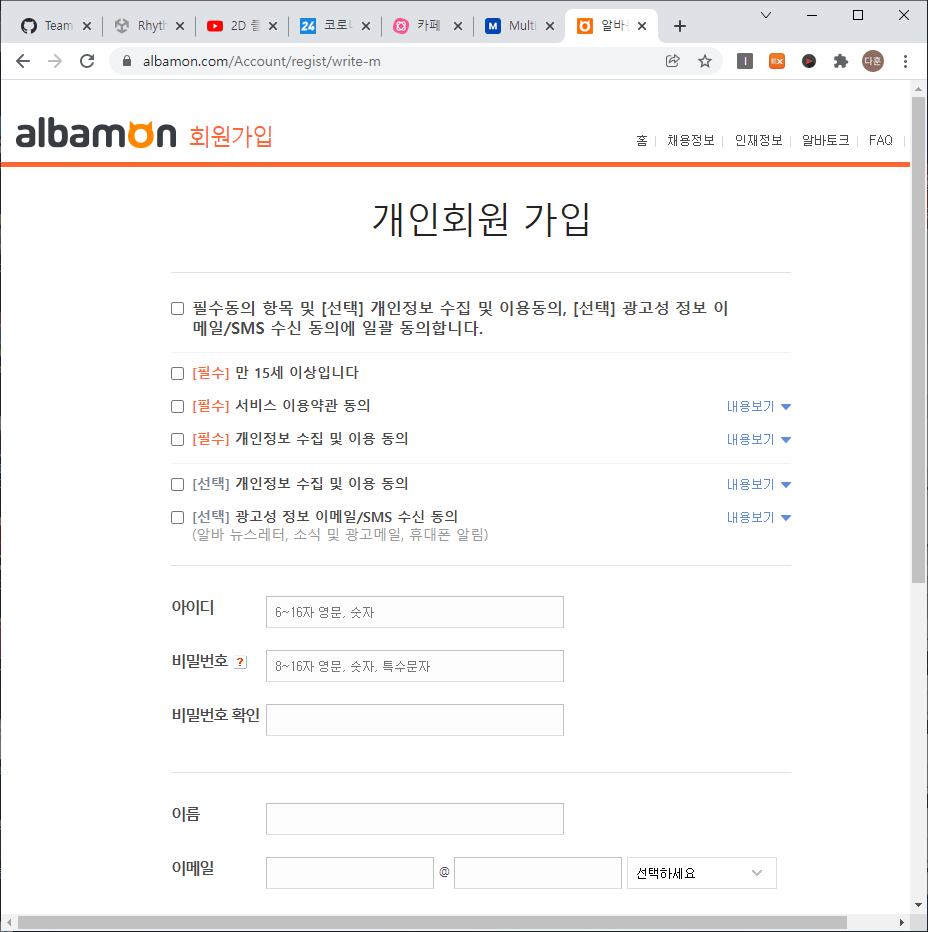 Team
Rhyth
2D 플
24 코로나
카페
M Multi
알바몬
albamon.com/Account/regist/write-m
EX
다훈
albamon 회원가입
홈 채용정보 인재정보 알바토크 FAQ
개인회원 가입
필수동의 항목 및 [선택] 개인정보 수집 및 이용동의, [선택] 광고성 정보 이
메일/SMS 수신 동의에 일괄 동의합니다.
[필수] 만 15세 이상입니다
[필수] 서비스 이용약관 동의 내용보기
[필수] 개인정보 수집 및 이용 동의 내용보기
[선택] 개인정보 수집 및 이용 동의 내용보기
[선택] 광고성 정보 이메일/SMS 수신 동의 내용보기
(알바 뉴스레터, 소식 및 광고메일, 휴대폰 알림)
아이디 6~16자 영문, 숫자
비밀번호 ? 8~16자 영문, 숫자, 특수문자
비밀번호 확인
이름
이메일 @ 선택하세요